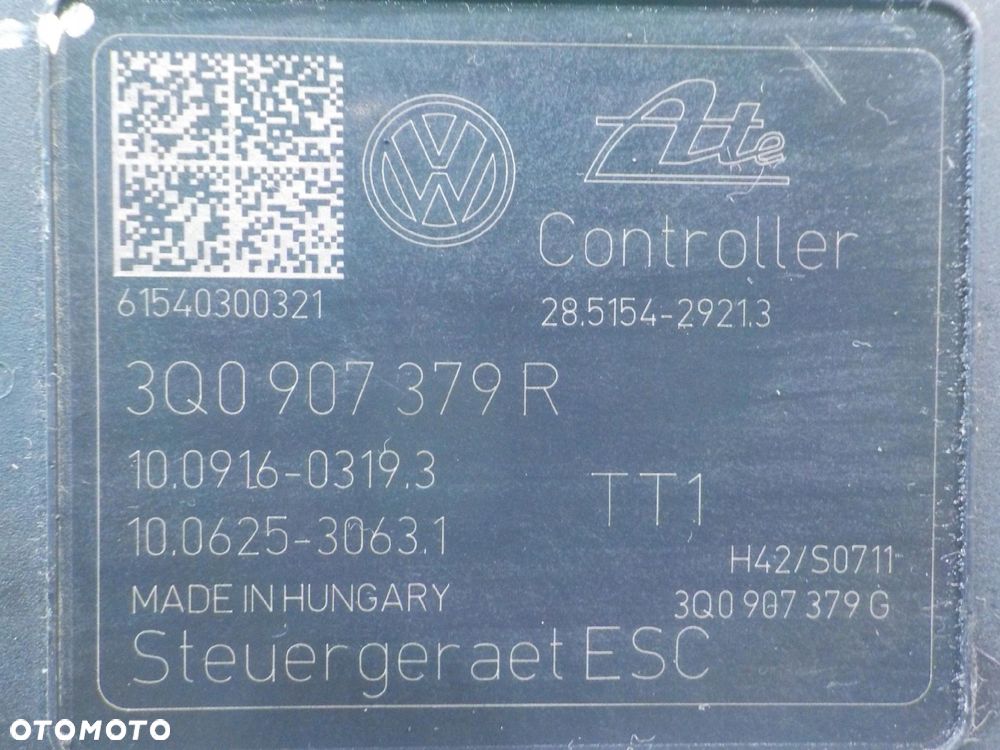 VW
Ate
Controller
61540300321
28.5154-2921.3
3Q0 907 379 R
10.0916-0319.3
10.0625-3063.1
TT1
H42/S0711
MADE IN HUNGARY
3Q0 907 379 G
Steuergeraet ESC
OTOMOTO